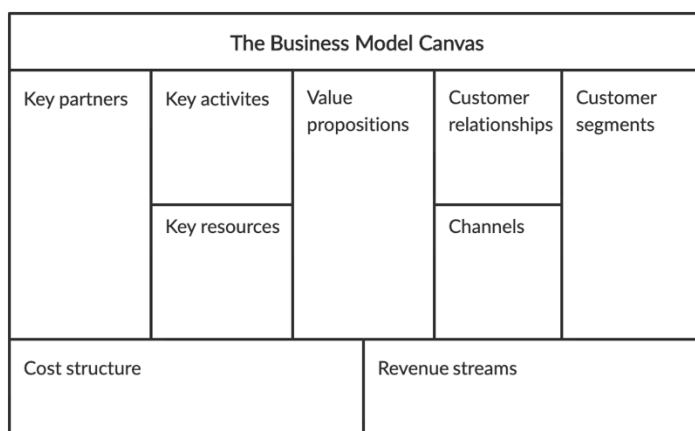 The Business Model Canvas
Key partners
Key activites
Key resources
Value
propositions
Customer
relationships
Channels
Customer
segments
Cost structure
Revenue streams